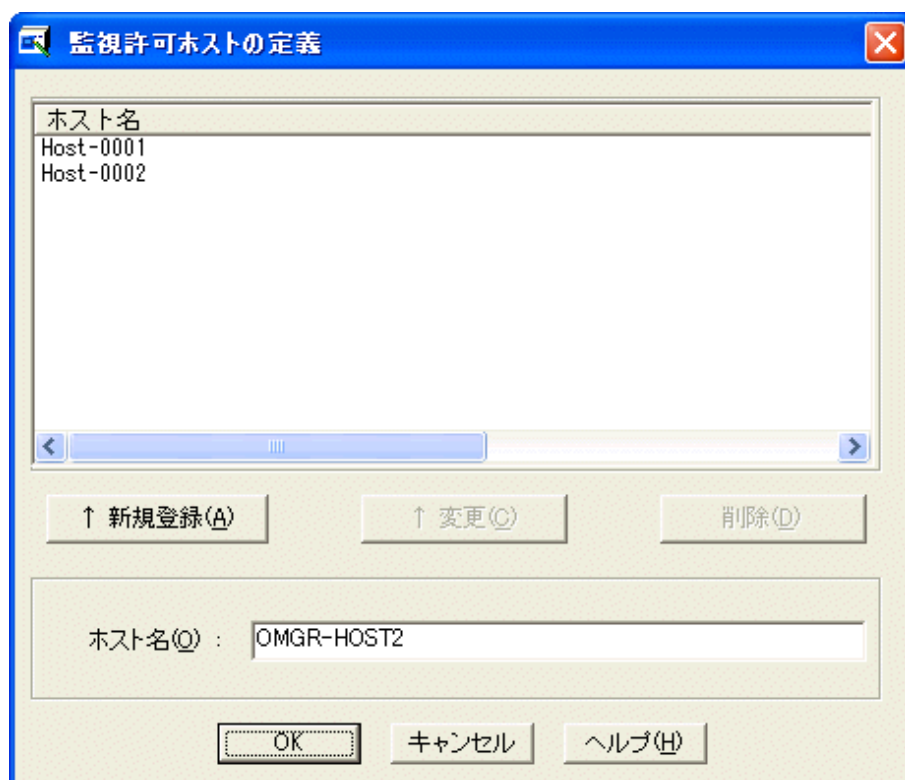 監視許可ホストの定義
ホスト名
Host-0001
Host-0002
↑ 新規登録(A)
↑ 変更(C)
削除(D)
ホスト名(O) : OMGR-HOST2
OK
キャンセル
ヘルプ(H)